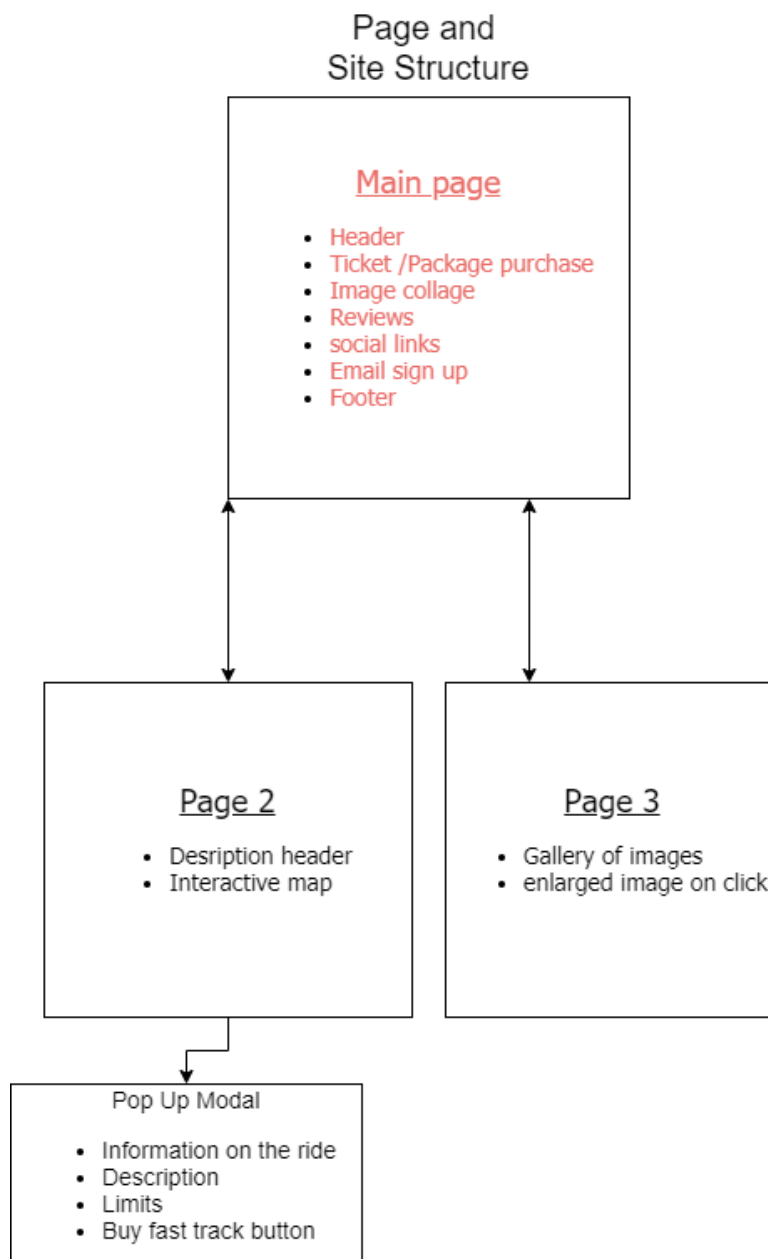 Page and
Site Structure
Main page
Header
Ticket /Package purchase
Image collage
Reviews
social links
Email sign up
Footer
Page 2
Desription header
Interactive map
Page 3
Gallery of images
enlarged image on click
Pop Up Modal
Information on the ride
Description
Limits
Buy fast track button